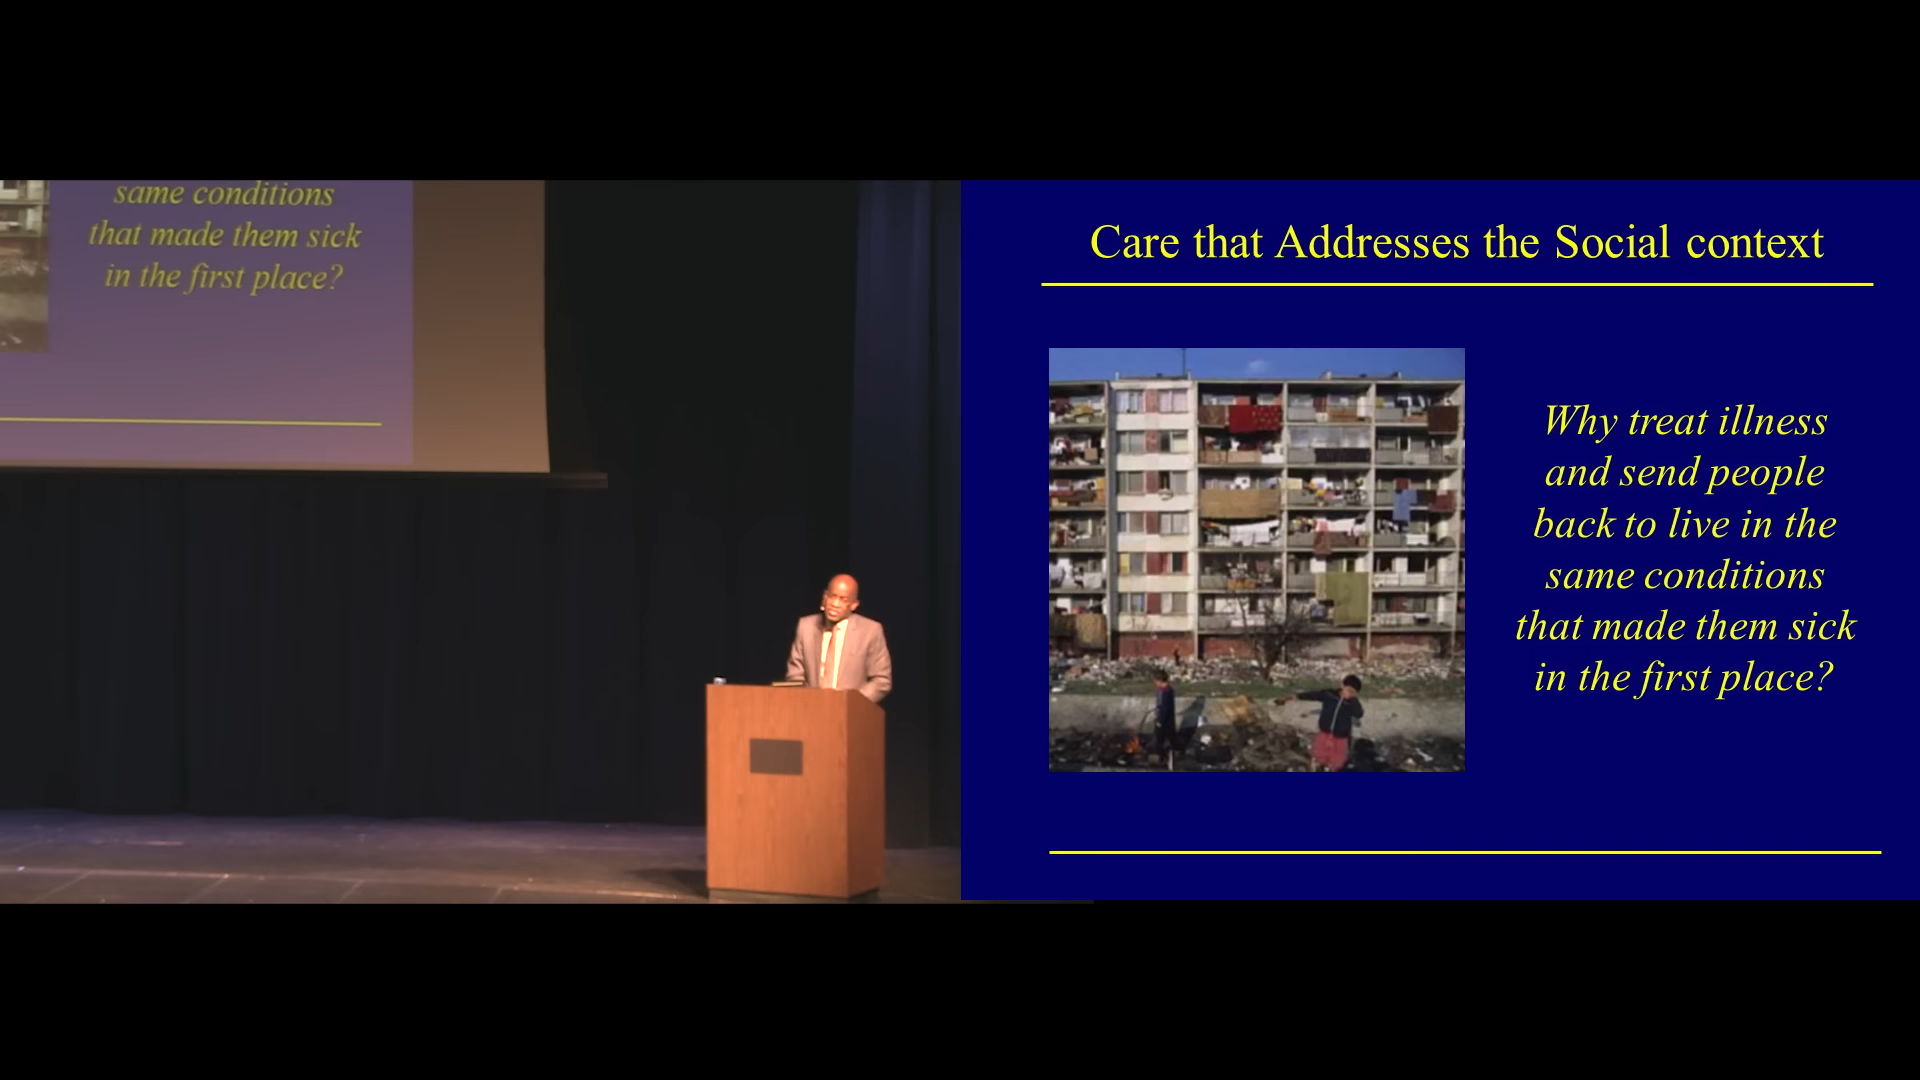 same conditions
that made them sick
in the first place?
Care that Addresses the Social context
Why treat illness
and send people
back to live in the
same conditions
that made them sick
in the first place?